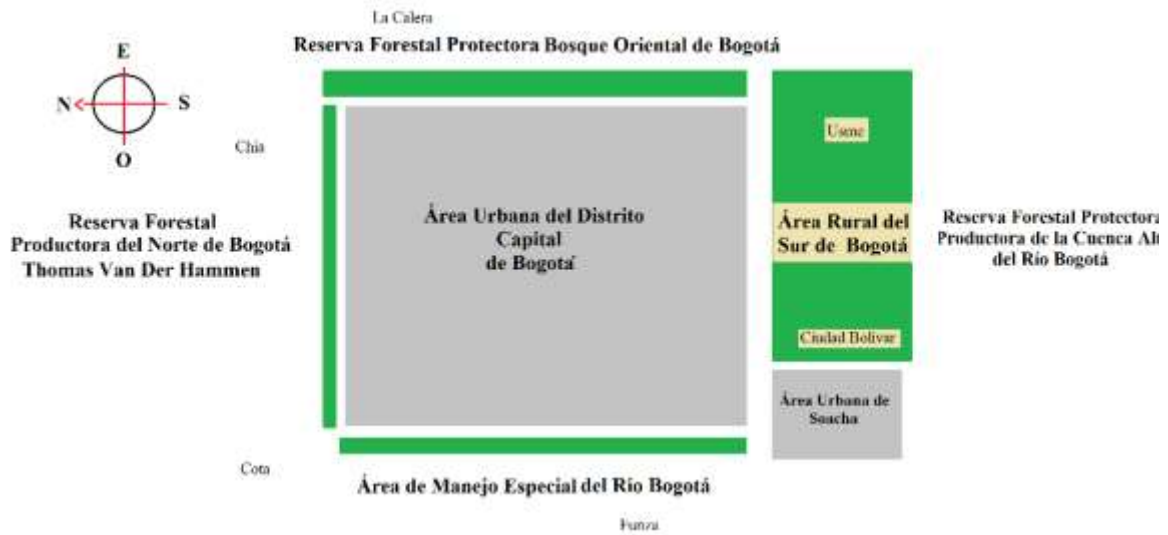 La Calera
Reserva Forestal Protectora Bosque Oriental de Bogotá
E
N
S
O
Chia
Usme
Reserva Forestal
Productora del Norte de Bogotá
Thomas Van Der Hammen
Área Urbana del Distrito
Capital
de Bogotá
Área Rural del
Sur de Bogotá
Reserva Forestal Protectora
Productora de la Cuenca Alt
del Río Bogotá
Ciudad Bolivar
Área Urbana de
Soacha
Cota
Área de Manejo Especial del Río Bogotá
Funza